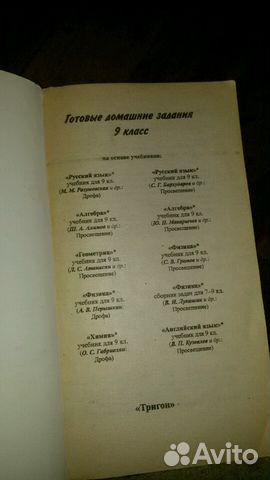 Готовые домашние задания
9 класс
на основе учебников:
«Русский язык»
учебник для 9 кл.
(М. М. Разумовская и др.:
Дрофа)
«Алгебра»
учебник для 9 кл.
(Ш. А. Алимов и др.:
Просвещение)
«Геометрия»
учебник для 9 кл.
(Л. С. Атанасян и др.:
Просвещение)
«Физика»
учебник для 9 кл.
(А. В. Перышкин:
Дрофа)
«Химия»
учебник для 9 кл.
(О. С. Габриелян:
Дрофа)
«Русский язык»
учебник для 9 кл.
(С. Г. Бархударов и др.:
Просвещение)
«Алгебра»
учебник для 9 кл.
(Ю. Н. Макарычев и др.:
Просвещение)
«Физика»
учебник для 9 кл.
(С. В. Громов и др.:
Просвещение)
«Физика»
сборник задач для 7–9 кл.
(В. И. Лукашик и др.:
Просвещение)
«Английский язык»
учебник для 9 кл.
(В. П. Кузовлев и др.:
Просвещение)
«Тригон»
Avito